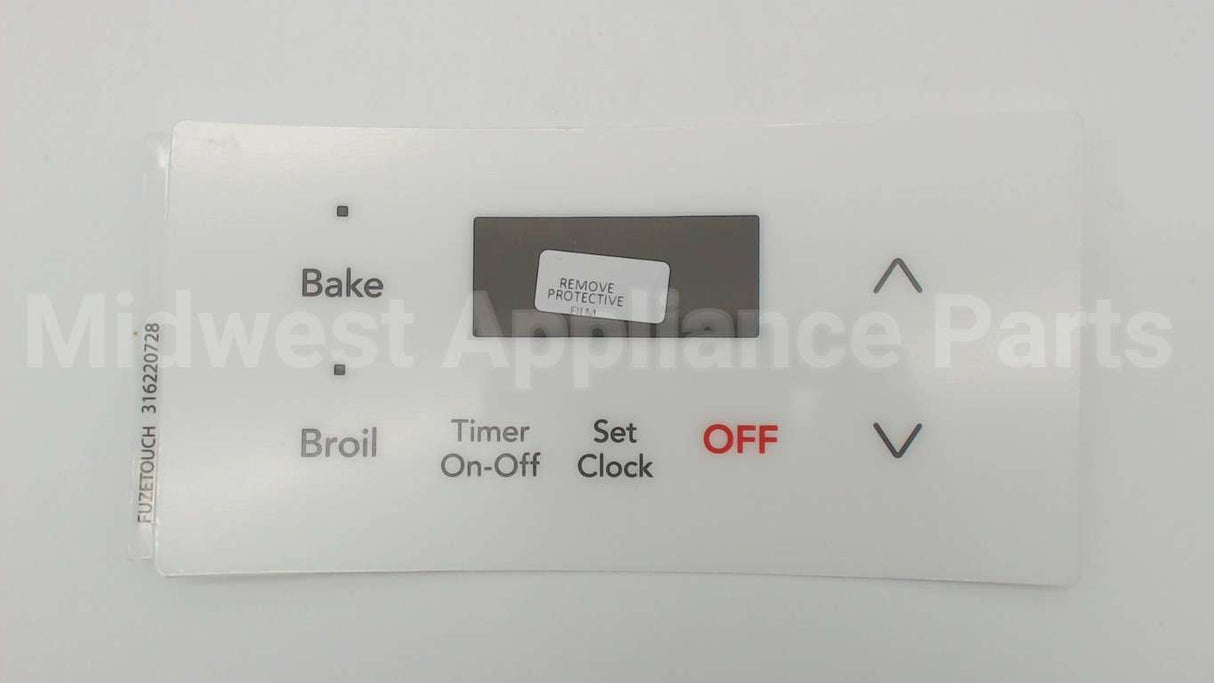 Bake
REMOVE
PROTECTIVE
FILM
Midwest Appliance Parts
Broil
Timer
On-Off
Set
Clock
OFF
FUZETOUCH 316220728